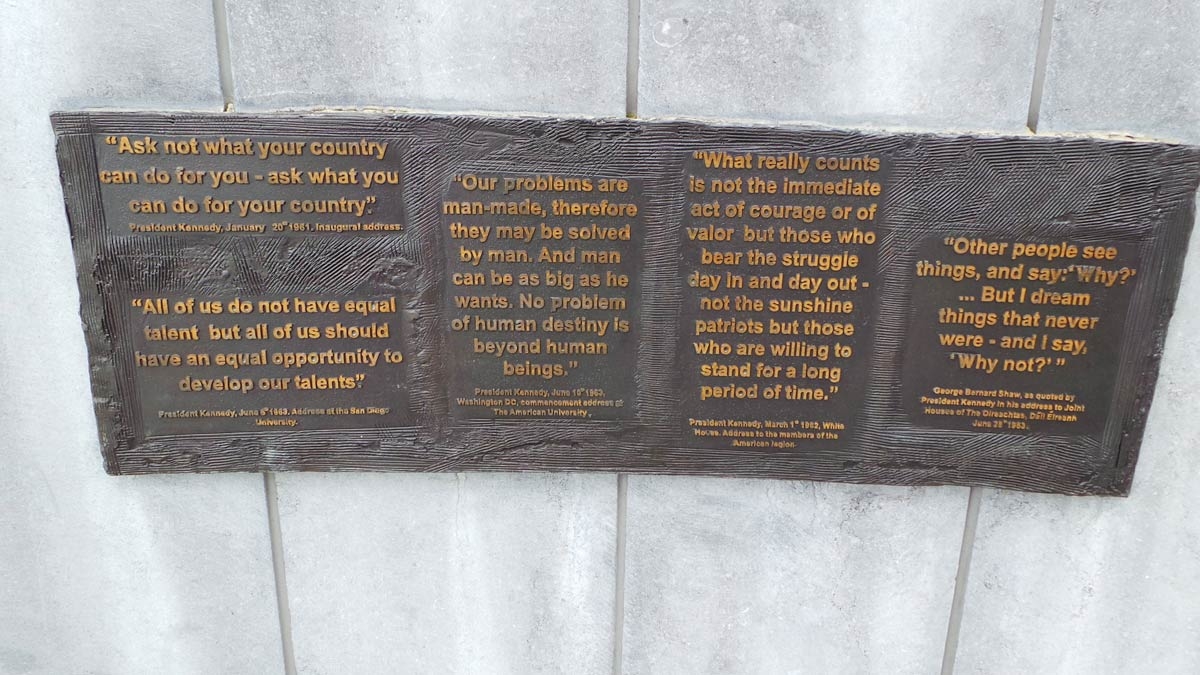 “Ask not what your country
can do for you - ask what you
can do for your country”.
President Kennedy, January 20th 1961. Inaugural address.
“All of us do not have equal
talent but all of us should
have an equal opportunity to
develop our talents”.
President Kennedy, June 6th 1963. Address at the San Diego
University.
“Our problems are
man-made, therefore
they may be solved
by man. And man
can be as big as he
wants. No problem
of human destiny is
beyond human
beings.”
President Kennedy, June 10th 1963,
Washington DC, commencement address at
The American University.
“What really counts
is not the immediate
act of courage or of
valor but those who
bear the struggle
day in and day out -
not the sunshine
patriots but those
who are willing to
stand for a long
period of time.”
President Kennedy, March 1st 1962, White
House. Address to the members of the
American legion.
“Other people see
things, and say:‘Why?’
... But I dream
things that never
were - and I say,
‘Why not?’ ”
George Bernard Shaw, as quoted by
President Kennedy in his address to Joint
Houses of The Oireachtas, Dáil Éireann
June 28th 1963.